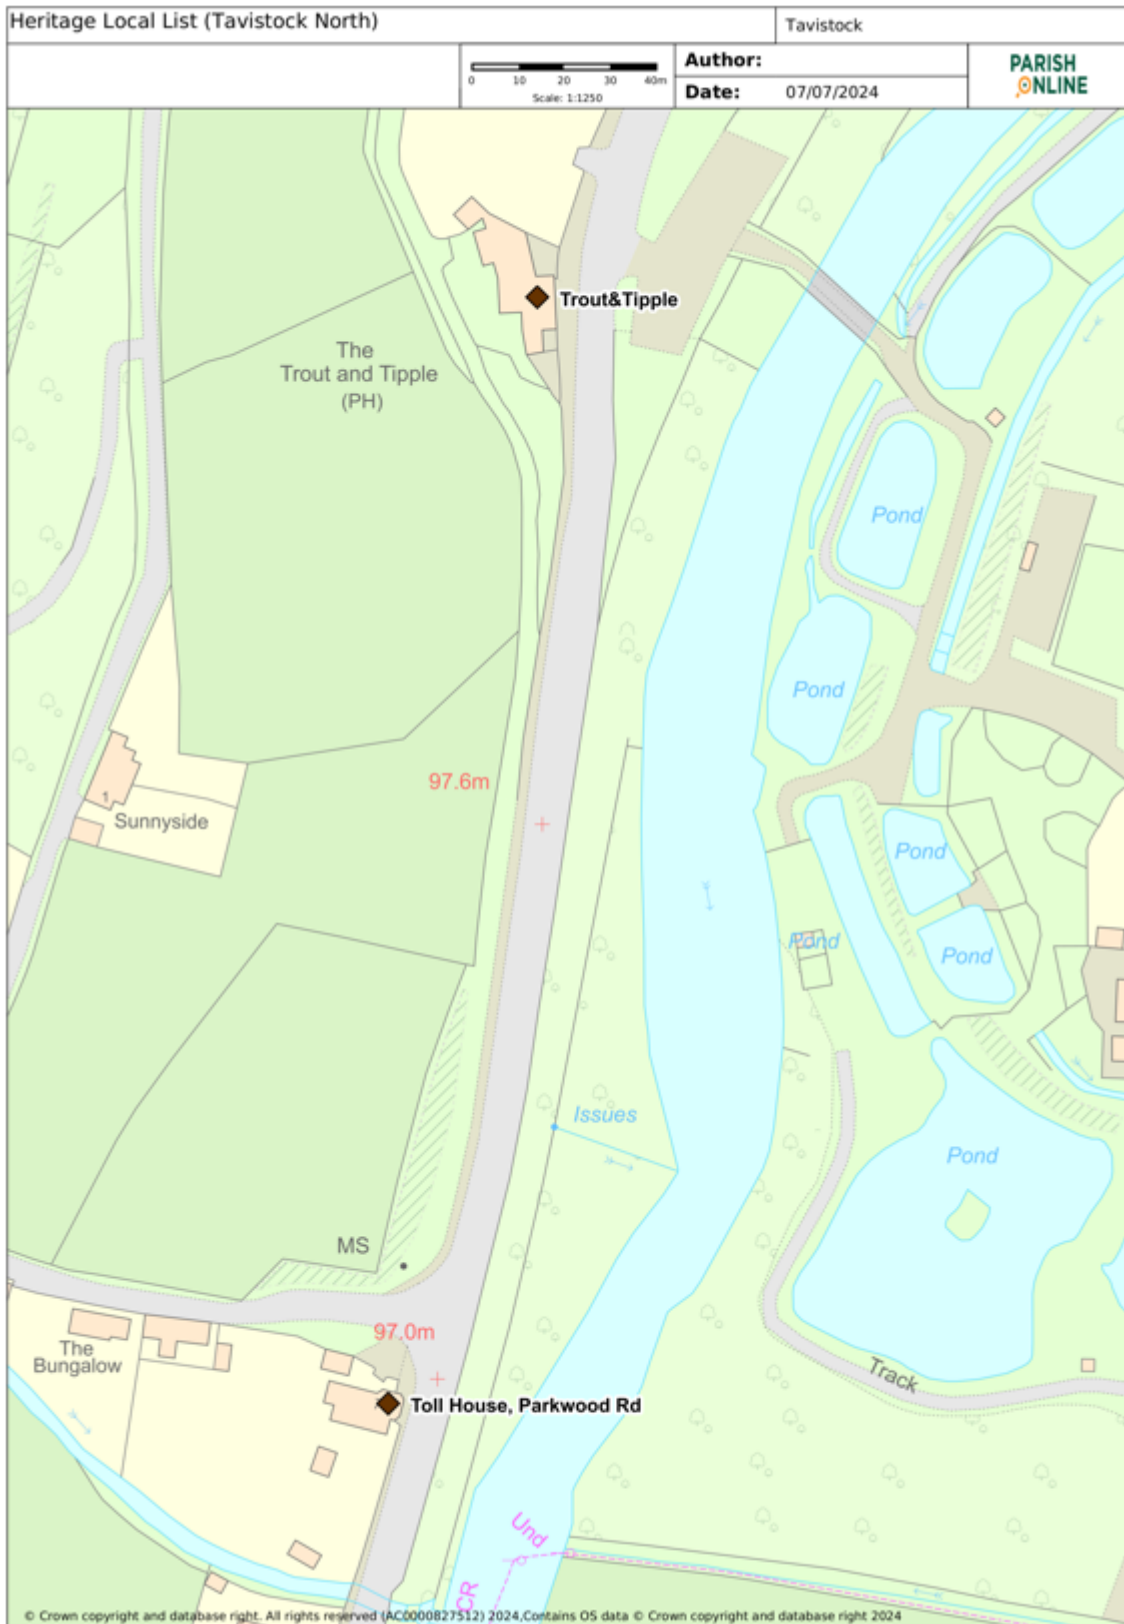 Heritage Local List (Tavistock North)
Tavistock
0 10 20 30 40m
Scale: 1:1250
Author:
Date: 07/07/2024
PARISH
ONLINE
Trout&Tipple
The
Trout and Tipple
(PH)
Pond
Pond
97.6m
1
Sunnyside
Pond
Pond
Pond
Issues
Pond
MS
97.0m
The
Bungalow
Track
Toll House, Parkwood Rd
Und
CR
© Crown copyright and database right. All rights reserved (AC0000827512) 2024,Contains OS data © Crown copyright and database right 2024